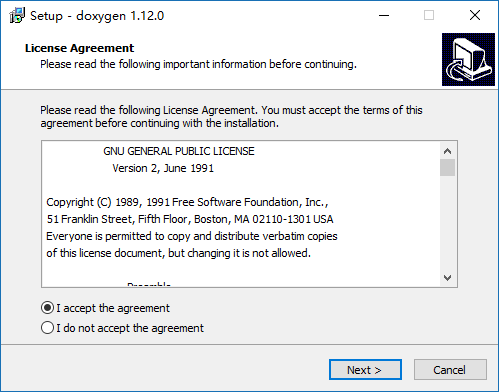 Setup - doxygen 1.12.0
License Agreement
Please read the following important information before continuing.
Please read the following License Agreement. You must accept the terms of this
agreement before continuing with the installation.
GNU GENERAL PUBLIC LICENSE
Version 2, June 1991
Copyright (C) 1989, 1991 Free Software Foundation, Inc.,
51 Franklin Street, Fifth Floor, Boston, MA 02110-1301 USA
Everyone is permitted to copy and distribute verbatim copies
of this license document, but changing it is not allowed.
Preamble
I accept the agreement
I do not accept the agreement
Next >
Cancel